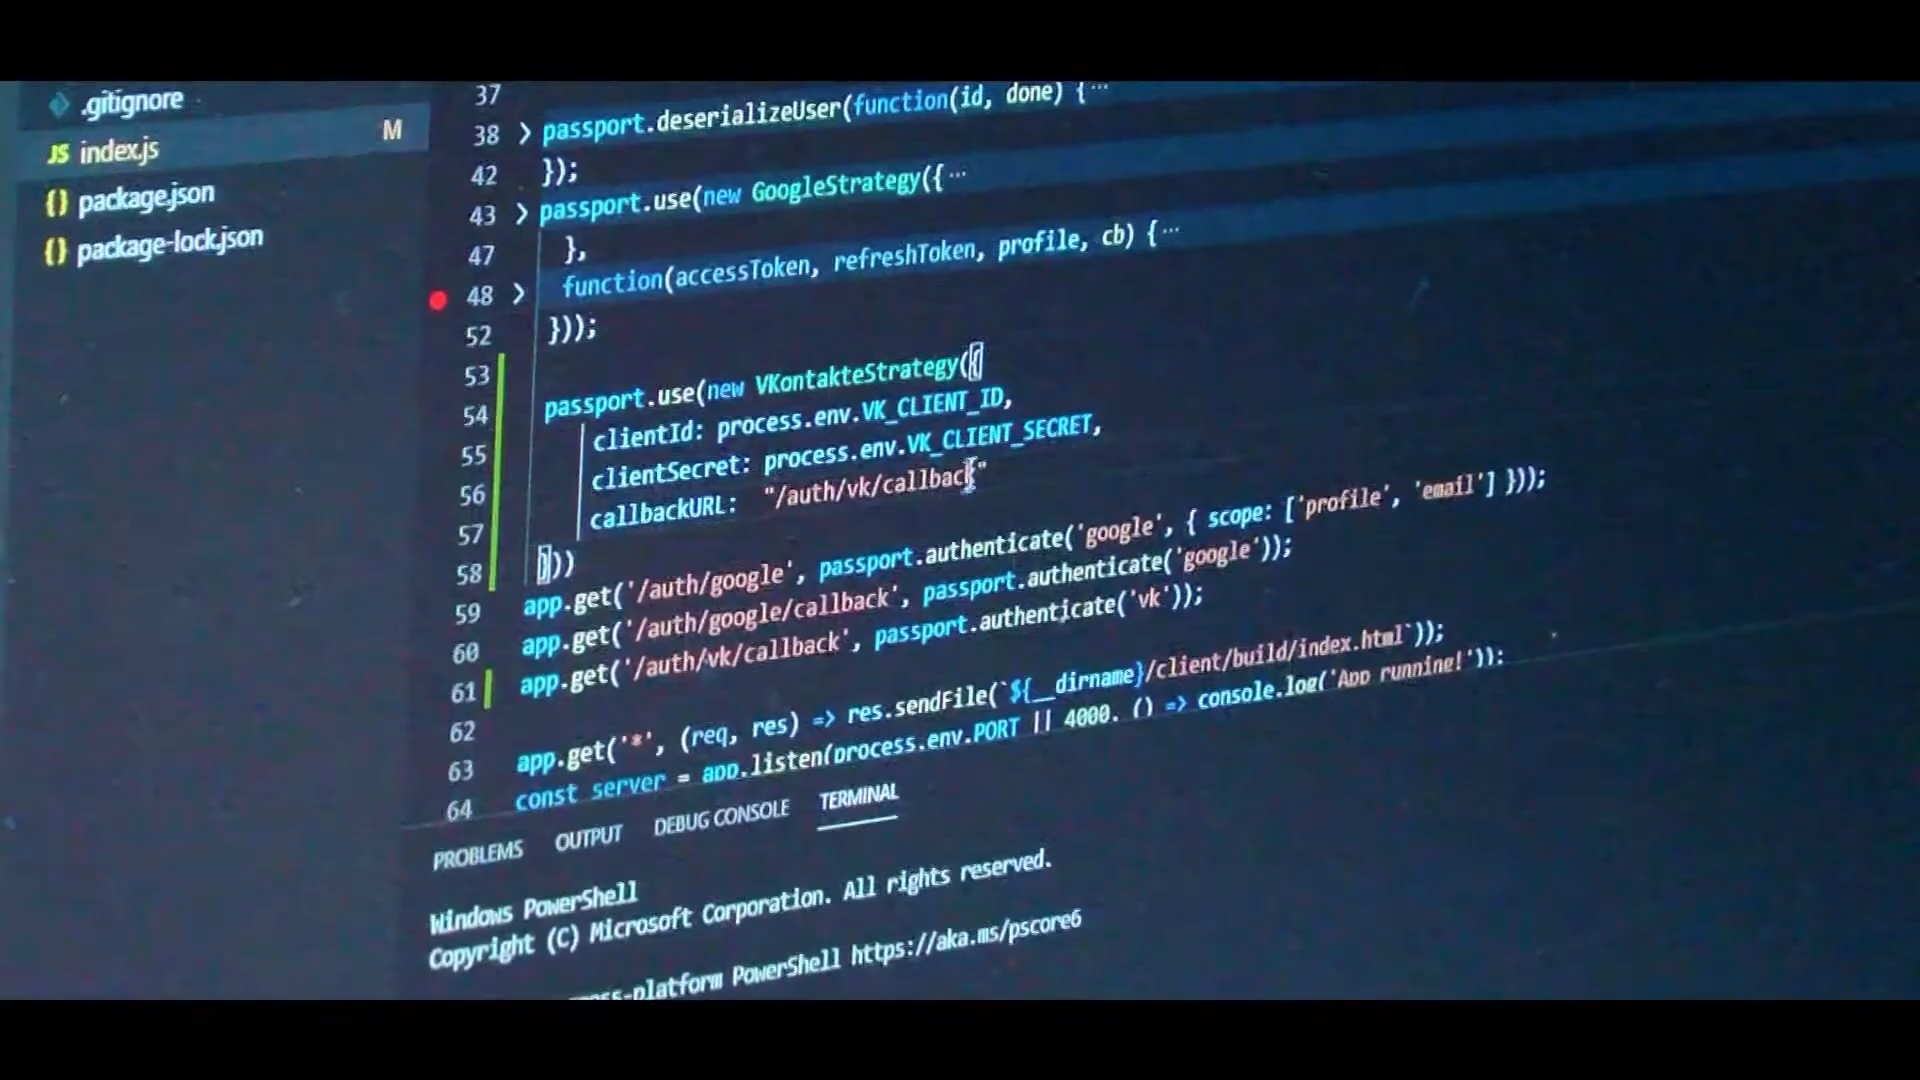 .gitignore
JS index.js M
{} package.json
{} package-lock.json
37
38 > passport.deserializeUser(function(id, done) {...
42 });
43 > passport.use(new GoogleStrategy({...
47 },
48 > function(accessToken, refreshToken, profile, cb) {...
52 }));
53
54 passport.use(new VKontakteStrategy({
55 clientId: process.env.VK_CLIENT_ID,
56 clientSecret: process.env.VK_CLIENT_SECRET,
57 callbackURL: "/auth/vk/callback"
58 }))
59 app.get('/auth/google', passport.authenticate('google', { scope: ['profile', 'email'] }));
60 app.get('/auth/google/callback', passport.authenticate('google'));
61 app.get('/auth/vk/callback', passport.authenticate('vk'));
62
63 app.get('*', (req, res) => res.sendFile(`${__dirname}/client/build/index.html`));
64 const server = app.listen(process.env.PORT || 4000, () => console.log('App running!'));
PROBLEMS OUTPUT DEBUG CONSOLE TERMINAL
Windows PowerShell
Copyright (C) Microsoft Corporation. All rights reserved.
-platform PowerShell https://aka.ms/pscore6